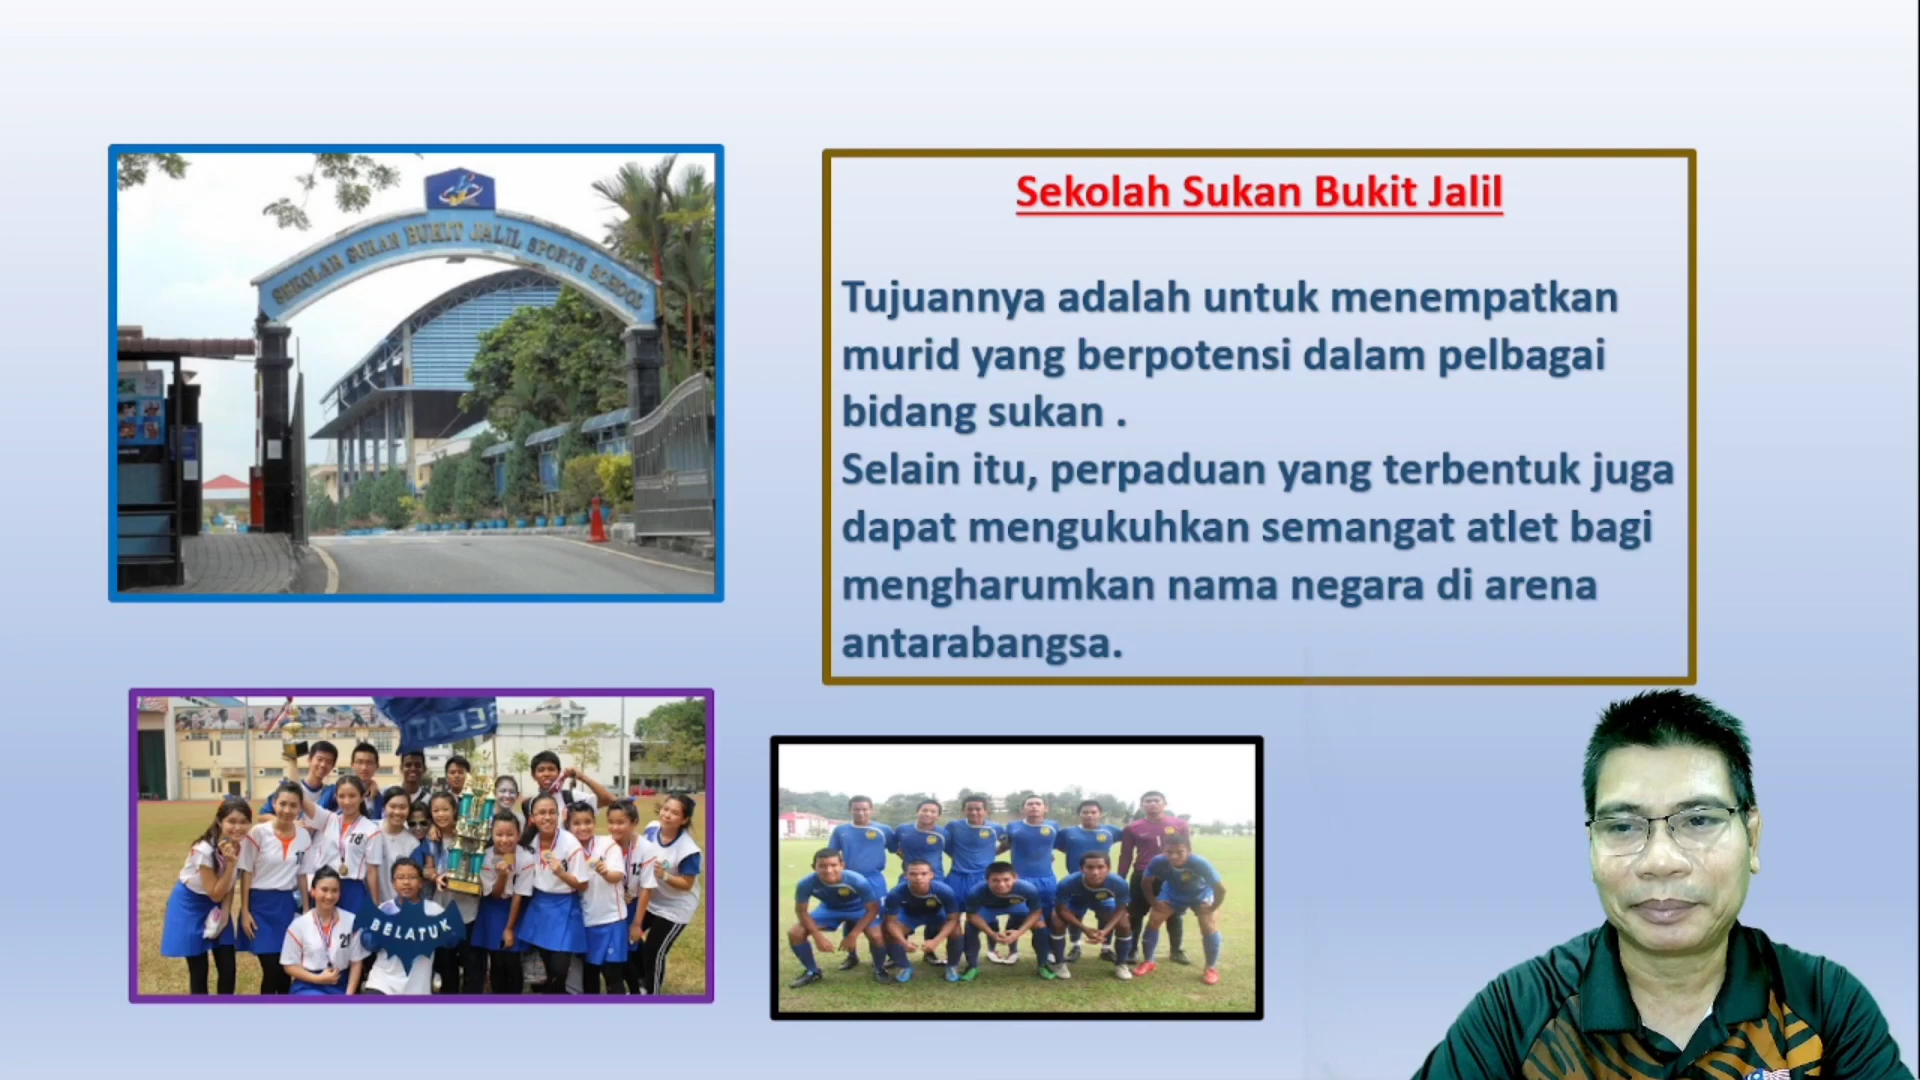 SEKOLAH SUKAN BUKIT JALIL SPORTS SCHOOL
Sekolah Sukan Bukit Jalil
Tujuannya adalah untuk menempatkan
murid yang berpotensi dalam pelbagai
bidang sukan .
Selain itu, perpaduan yang terbentuk juga
dapat mengukuhkan semangat atlet bagi
mengharumkan nama negara di arena
antarabangsa.
BELATUK